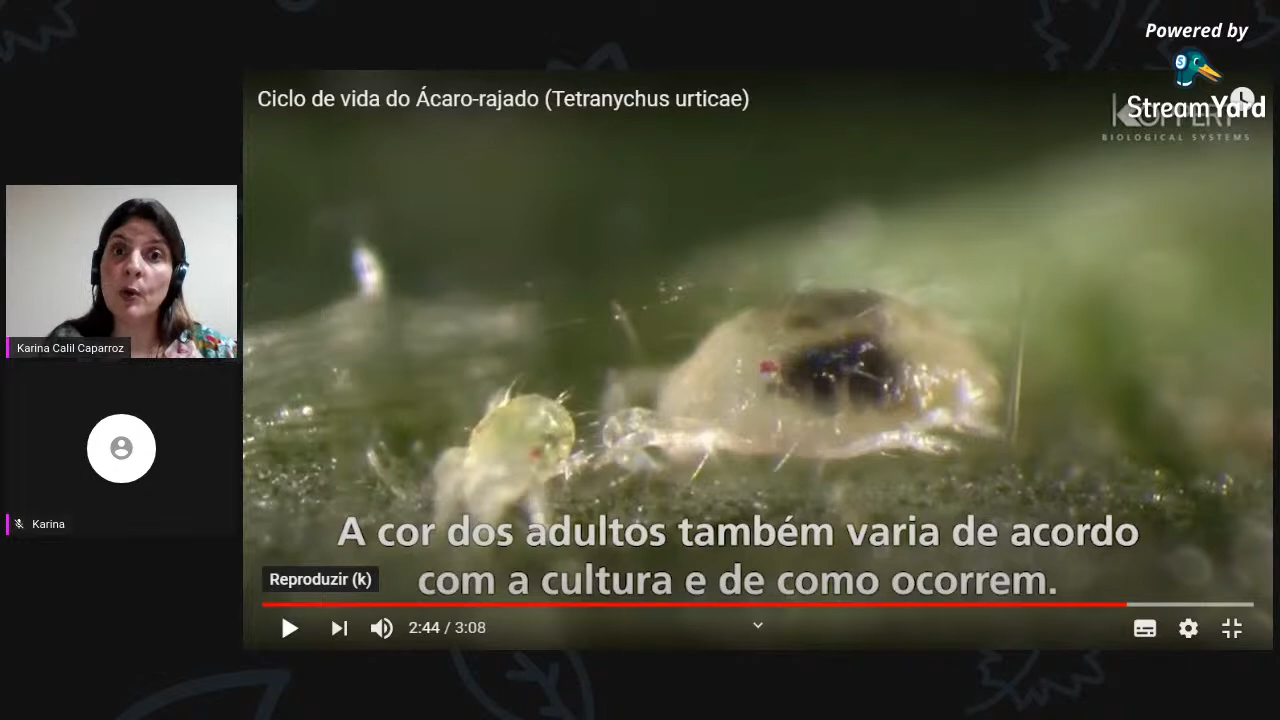 Powered by
StreamYard
Ciclo de vida do Ácaro-rajado (Tetranychus urticae)
KOPPERT
BIOLOGICAL SYSTEMS
Karina Calil Caparroz
Karina
A cor dos adultos também varia de acordo
com a cultura e de como ocorrem.
Reproduzir (k)
2:44 / 3:08